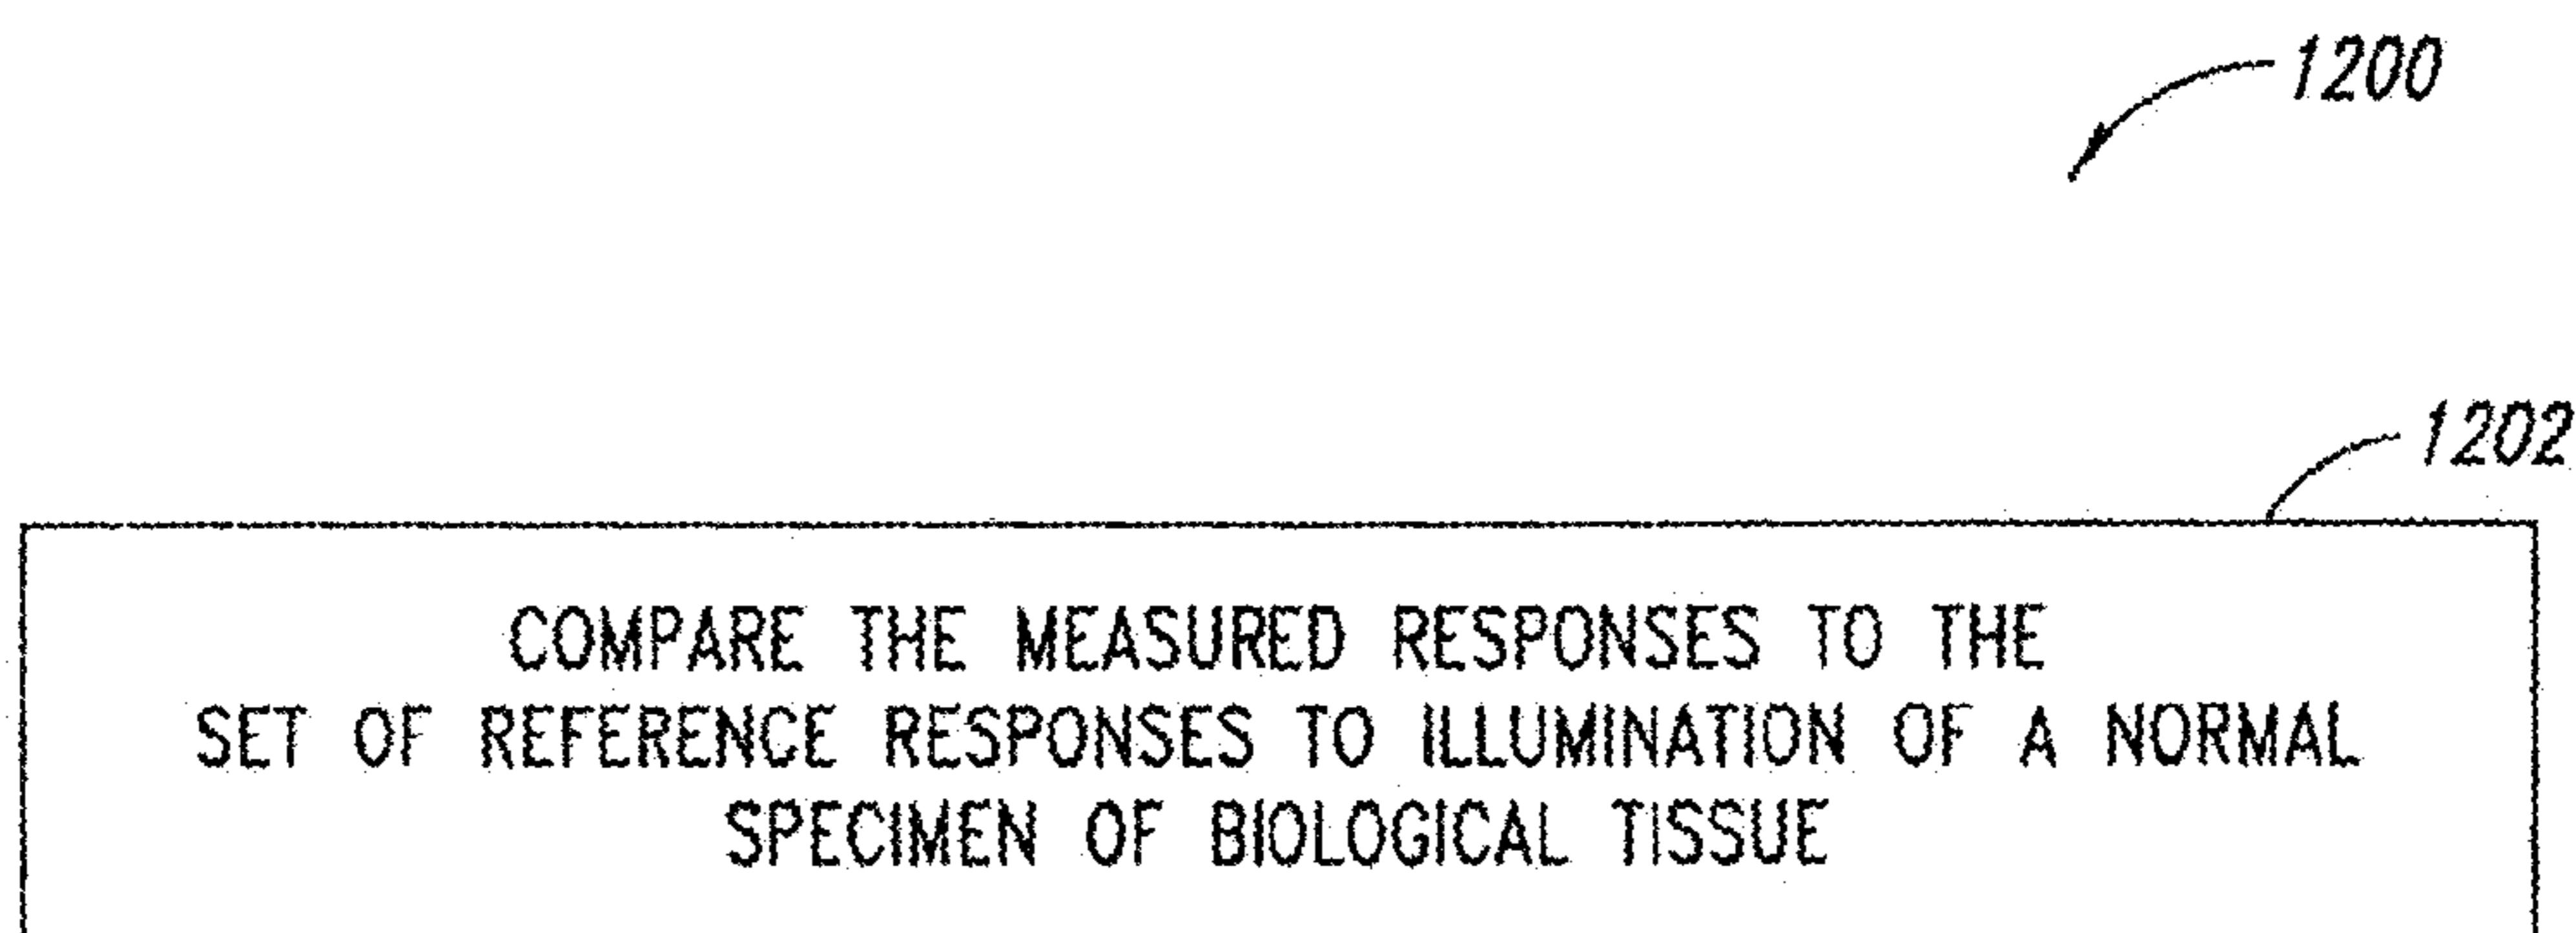 1200
1202
COMPARE THE MEASURED RESPONSES TO THE
SET OF REFERENCE RESPONSES TO ILLUMINATION OF A NORMAL
SPECIMEN OF BIOLOGICAL TISSUE